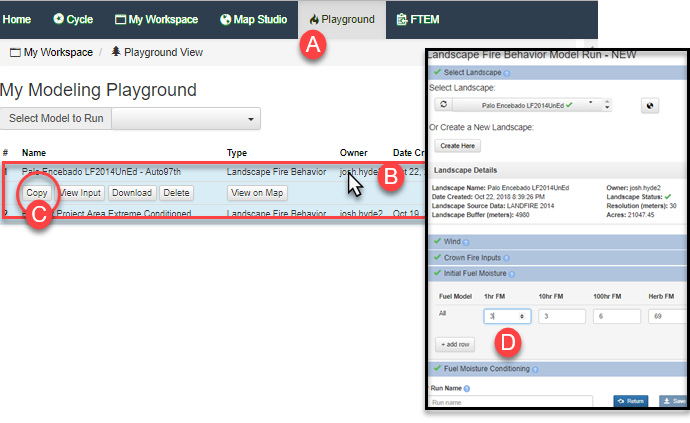 Home Cycle My Workspace Map Studio Playground FTEM
A
My Workspace / Playground View
My Modeling Playground
Select Model to Run
# Name Type Owner Date Cr
1 Palo Encebado LF2014UnEd - Auto97th Landscape Fire Behavior josh.hyde2 Oct 22,
B
Copy View Input Download Delete View on Map
C
2 Project Area Extreme Conditioned Landscape Fire Behavior josh.hyde2 Oct 19,
Landscape Fire Behavior Model Run - NEW
Select Landscape ?
Select Landscape:
Palo Encebado LF2014UnEd
Or Create a New Landscape:
Create Here
Landscape Details
Landscape Name: Palo Encebado LF2014UnEd Owner: josh.hyde2
Date Created: Oct 22, 2018 8:39:26 PM Landscape Status:
Landscape Source Data: LANDFIRE 2014 Resolution (meters): 30
Landscape Buffer (meters): 4980 Acres: 21047.45
Wind ?
Crown Fire Inputs ?
Initial Fuel Moisture ?
Fuel Model 1hr FM 10hr FM 100hr FM Herb FM
All 3 3 6 69
D
+ add row
Fuel Moisture Conditioning ?
* Run Name ?
Run name Return Save